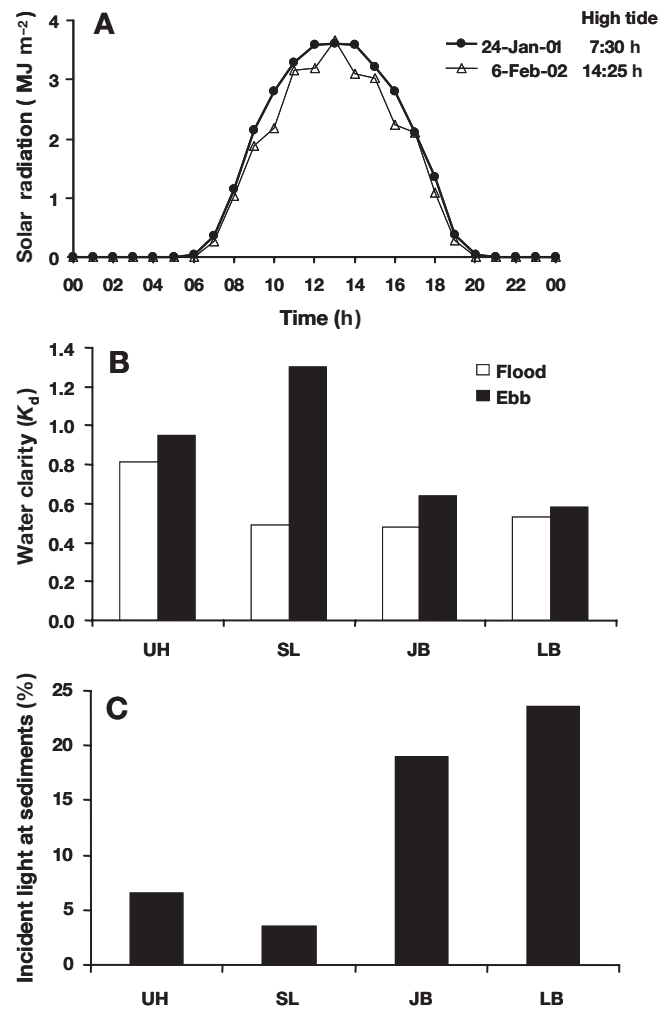 A
High tide
24-Jan-01 7:30 h
6-Feb-02 14:25 h
Solar radiation ( MJ m–2)
4
3
2
1
0
00 02 04 06 08 10 12 14 16 18 20 22 00
Time (h)
B
Flood
Ebb
Water clarity (Kd)
1.4
1.2
1.0
0.8
0.6
0.4
0.2
0.0
UH SL JB LB
C
Incident light at sediments (%)
25
20
15
10
5
0
UH SL JB LB